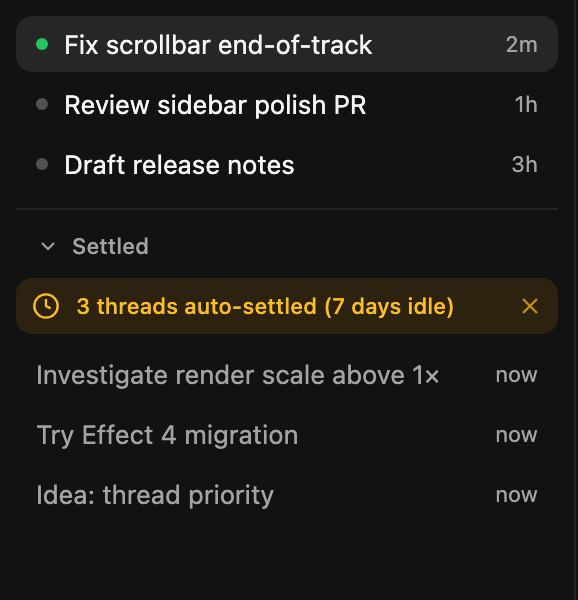 Fix scrollbar end-of-track 2m
Review sidebar polish PR 1h
Draft release notes 3h
Settled
3 threads auto-settled (7 days idle)
Investigate render scale above 1× now
Try Effect 4 migration now
Idea: thread priority now